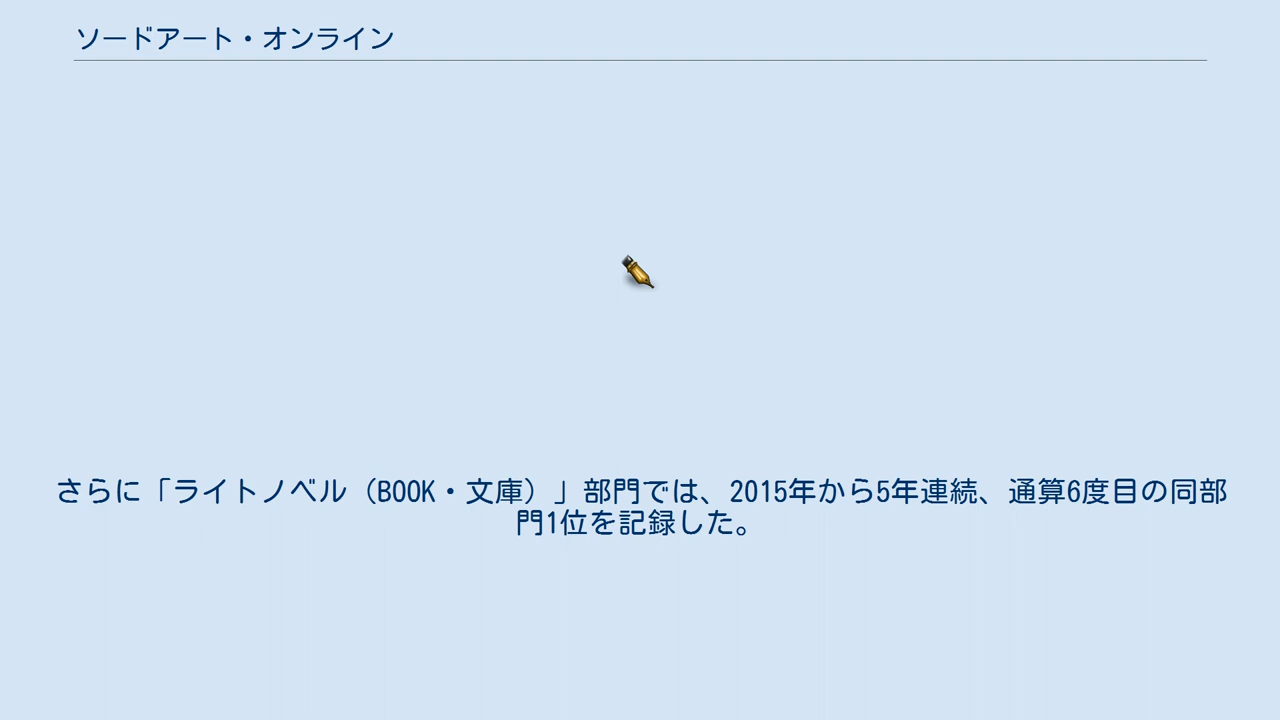 ソードアート・オンライン
さらに「ライトノベル（BOOK・文庫）」部門では、2015年から5年連続、通算6度目の同部
門1位を記録した。